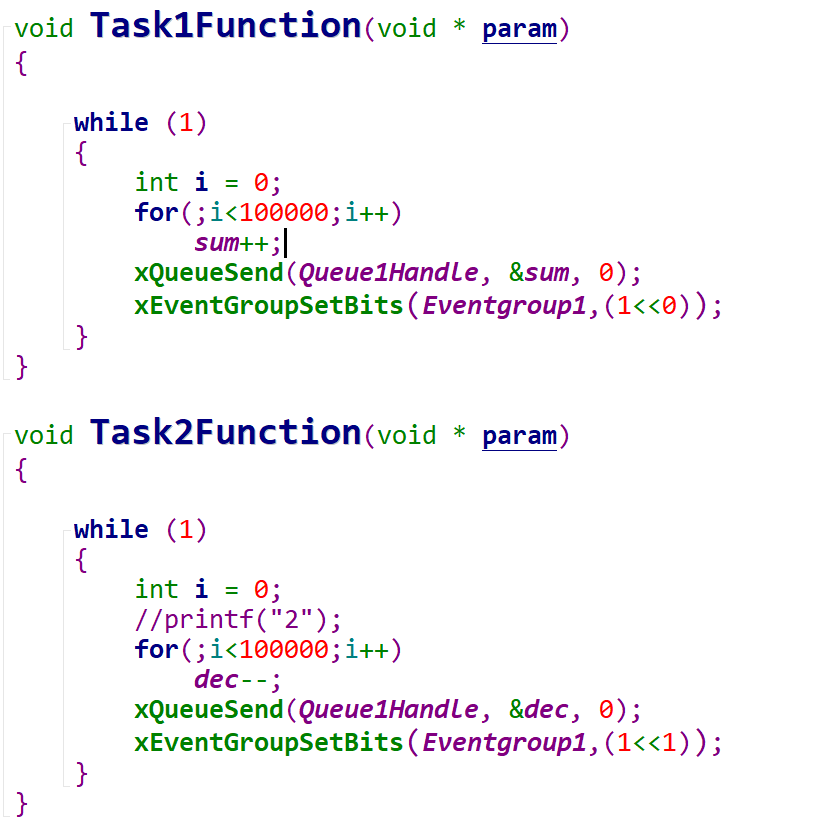 void Task1Function(void * param)
{
while (1)
{
int i = 0;
for(;i<100000;i++)
sum++;
xQueueSend(Queue1Handle, &sum, 0);
xEventGroupSetBits(Eventgroup1,(1<<0));
}
}
void Task2Function(void * param)
{
while (1)
{
int i = 0;
//printf("2");
for(;i<100000;i++)
dec--;
xQueueSend(Queue1Handle, &dec, 0);
xEventGroupSetBits(Eventgroup1,(1<<1));
}
}